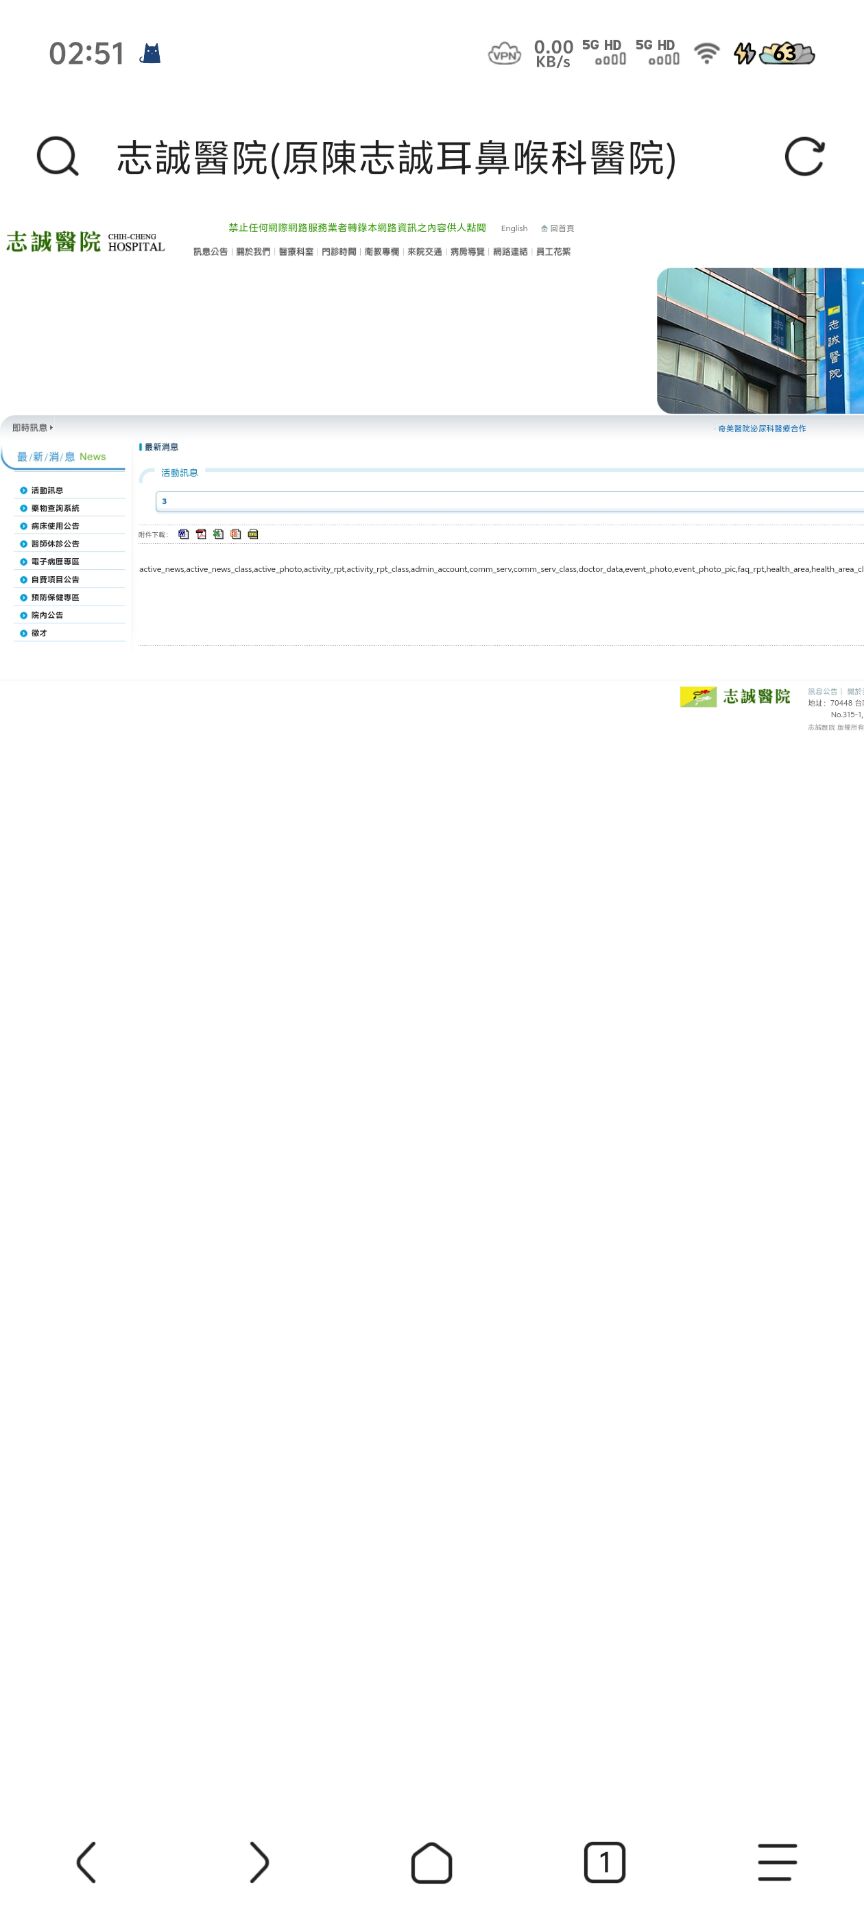 02:51
VPN
0.00
KB/s
5G HD
5G HD
63
志誠醫院(原陳志誠耳鼻喉科醫院)
志誠醫院 CHIH-CHENG HOSPITAL
禁止任何網際網路服務業者轉錄本網路資訊之內容供人點閱 English 回首頁
訊息公告 | 關於我們 | 醫療科室 | 門診時間 | 衛教專欄 | 來院交通 | 病房導覽 | 網路連結 | 員工花絮
志誠醫院
即時訊息
奇美醫院泌尿科醫療合作
最/新/消/息 News
最新消息
活動訊息
3
附件下載:
active_news,active_news_class,active_photo,activity_rpt,activity_rpt_class,admin_account,comm_serv,comm_serv_class,doctor_data,event_photo,event_photo_pic,faq_rpt,health_area,health_area_cl
活動訊息
藥物查詢系統
病床使用公告
醫師休診公告
電子病歷專區
自費項目公告
預防保健專區
院內公告
徵才
志誠醫院
訊息公告 | 關於
地址: 70448 台
No.315-1,
志誠醫院 版權所有
1